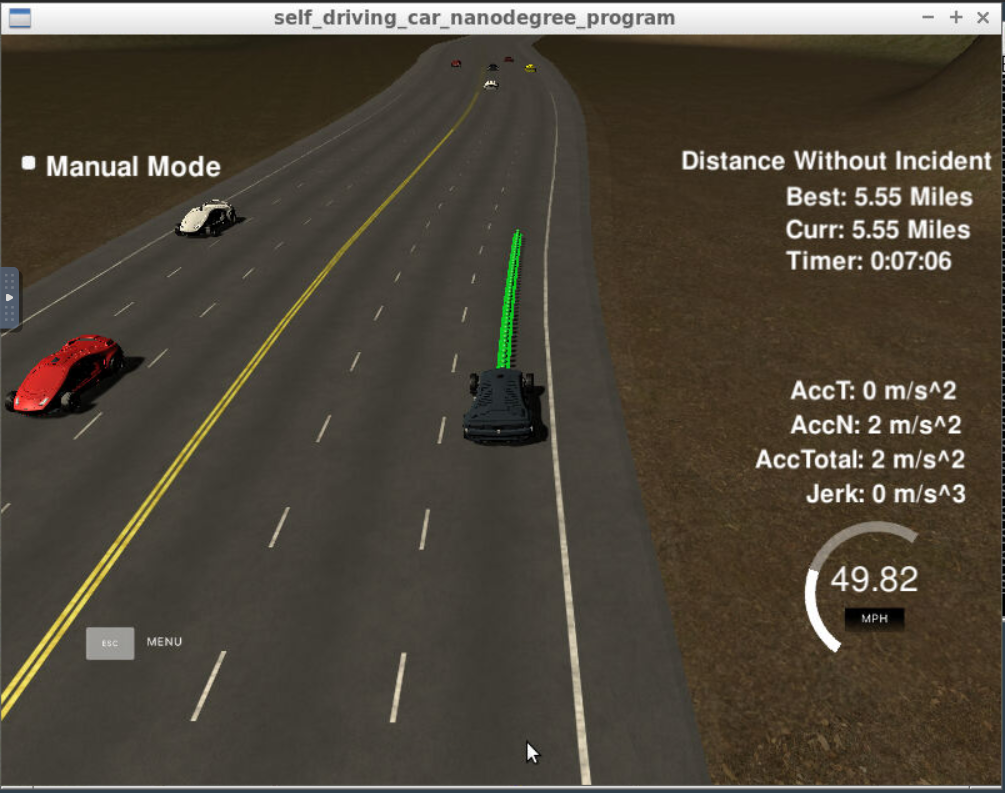 self_driving_car_nanodegree_program
Manual Mode
Distance Without Incident
Best: 5.55 Miles
Curr: 5.55 Miles
Timer: 0:07:06
AccT: 0 m/s^2
AccN: 2 m/s^2
AccTotal: 2 m/s^2
Jerk: 0 m/s^3
49.82
MPH
ESC MENU